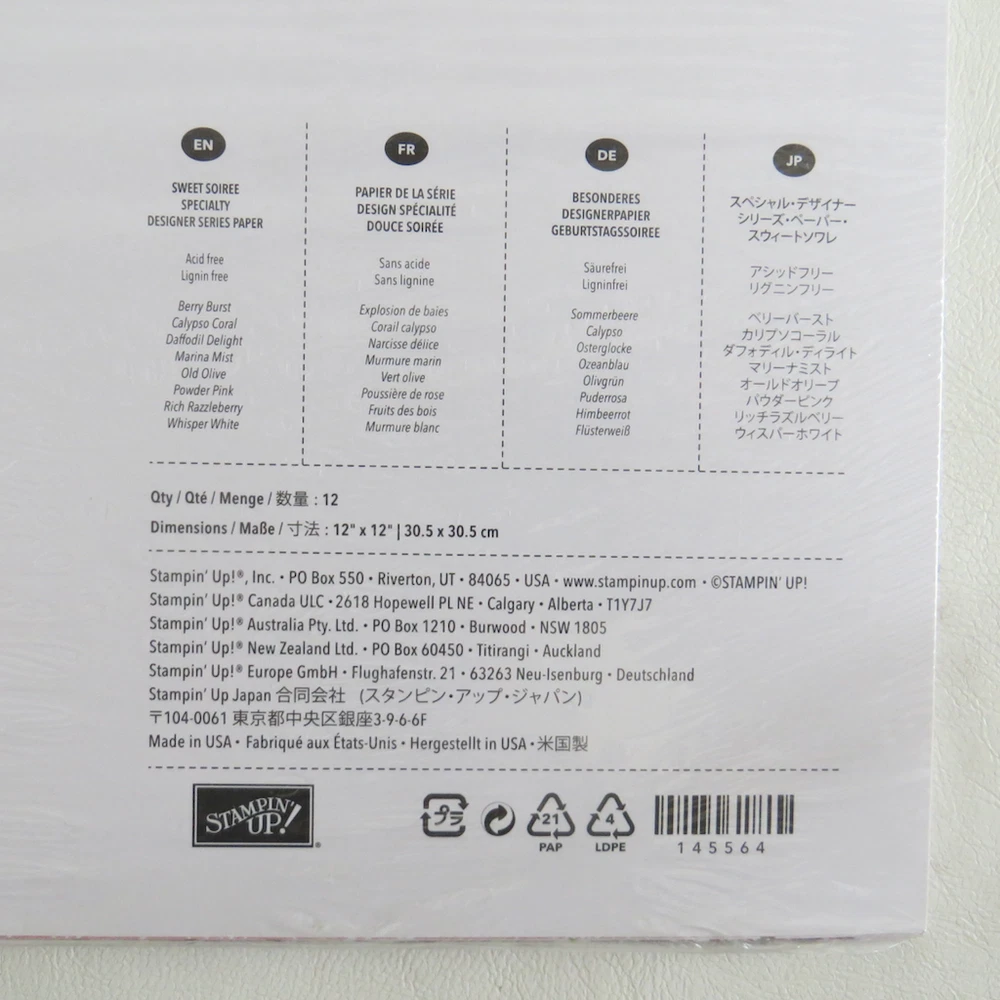 EN
SWEET SOIREE
SPECIALTY
DESIGNER SERIES PAPER
Acid free
Lignin free
Berry Burst
Calypso Coral
Daffodil Delight
Marina Mist
Old Olive
Powder Pink
Rich Razzleberry
Whisper White
FR
PAPIER DE LA SÉRIE
DESIGN SPÉCIALITÉ
DOUCE SOIRÉE
Sans acide
Sans lignine
Explosion de baies
Corail calypso
Narcisse délice
Murmure marin
Vert olive
Poussière de rose
Fruits des bois
Murmure blanc
DE
BESONDERES
DESIGNERPAPIER
GEBURTSTAGSSOIREE
Säurefrei
Ligninfrei
Sommerbeere
Calypso
Osterglocke
Ozeanblau
Olivgrün
Puderrosa
Himbeerrot
Flüsterweiß
JP
スペシャル・デザイナー
シリーズ・ペーパー・
スウィートソワレ
アシッドフリー
リグニンフリー
ベリーバースト
カリプソコーラル
ダフォディル・ディライト
マリーナミスト
オールドオリーブ
パウダーピンク
リッチラズルベリー
ウィスパーホワイト
Qty / Qté / Menge / 数量 : 12
Dimensions / Maße / 寸法 : 12" x 12" | 30.5 x 30.5 cm
Stampin' Up!®, Inc. • PO Box 550 • Riverton, UT • 84065 • USA • www.stampinup.com • ©STAMPIN' UP!
Stampin' Up!® Canada ULC • 2618 Hopewell PL NE • Calgary • Alberta • T1Y7J7
Stampin' Up!® Australia Pty. Ltd. • PO Box 1210 • Burwood • NSW 1805
Stampin' Up!® New Zealand Ltd. • PO Box 60450 • Titirangi • Auckland
Stampin' Up!® Europe GmbH • Flughafenstr. 21 • 63263 Neu-Isenburg • Deutschland
Stampin' Up Japan 合同会社 (スタンピン・アップ・ジャパン)
〒104-0061 東京都中央区銀座3-9-6-6F
Made in USA • Fabriqué aux États-Unis • Hergestellt in USA • 米国製
STAMPIN' UP!®
プラ
21
PAP
4
LDPE
145564